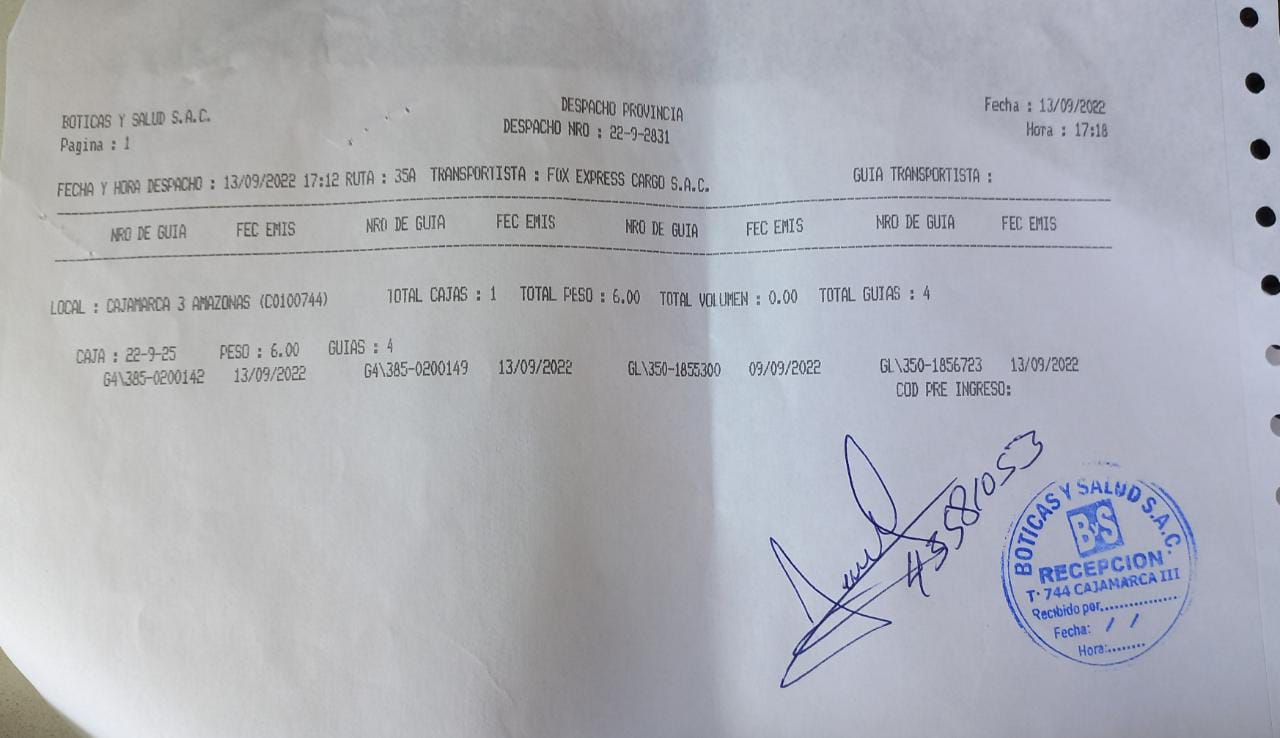 BOTICAS Y SALUD S.A.C.
DESPACHO PROVINCIA
Fecha : 13/09/2022
Pagina : 1
DESPACHO NRO : 22-9-2831
Hora : 17:18
FECHA Y HORA DESPACHO : 13/09/2022 17:12 RUTA : 35A TRANSPORTISTA : FOX EXPRESS CARGO S.A.C. GUIA TRANSPORTISTA :
NRO DE GUIA FEC EMIS NRO DE GUIA FEC EMIS NRO DE GUIA FEC EMIS NRO DE GUIA FEC EMIS
LOCAL : CAJAMARCA 3 AMAZONAS (C0100744) TOTAL CAJAS : 1 TOTAL PESO : 6.00 TOTAL VOLUMEN : 0.00 TOTAL GUIAS : 4
CAJA : 22-9-25 PESO : 6.00 GUIAS : 4
G4\385-0200142 13/09/2022 G4\385-0200149 13/09/2022 GL\350-1855300 09/09/2022 GL\350-1856723 13/09/2022
COD PRE INGRESO:
43581053
BOTICAS Y SALUD S.A.C.
B&S
RECEPCION
T· 744 CAJAMARCA III
Recibido por....................
Fecha: / /
Hora:........